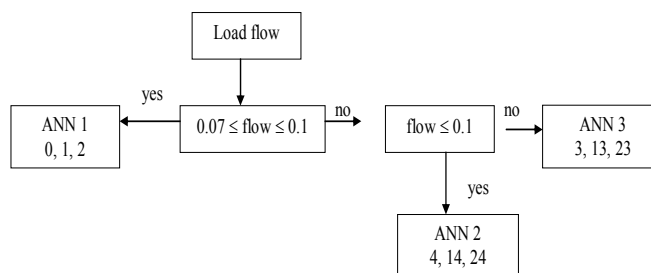 Load flow
yes
0.07 ≤ flow ≤ 0.1
no
flow ≤ 0.1
no
ANN 1
0, 1, 2
ANN 3
3, 13, 23
yes
ANN 2
4, 14, 24